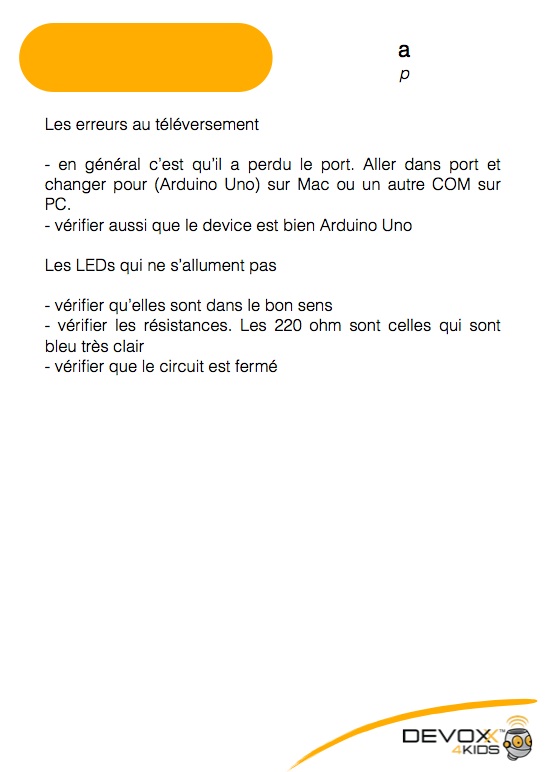 a
p
Les erreurs au téléversement
- en général c’est qu’il a perdu le port. Aller dans port et
changer pour (Arduino Uno) sur Mac ou un autre COM sur
PC.
- vérifier aussi que le device est bien Arduino Uno
Les LEDs qui ne s’allument pas
- vérifier qu’elles sont dans le bon sens
- vérifier les résistances. Les 220 ohm sont celles qui sont
bleu très clair
- vérifier que le circuit est fermé
DEVOXX™
4KIDS